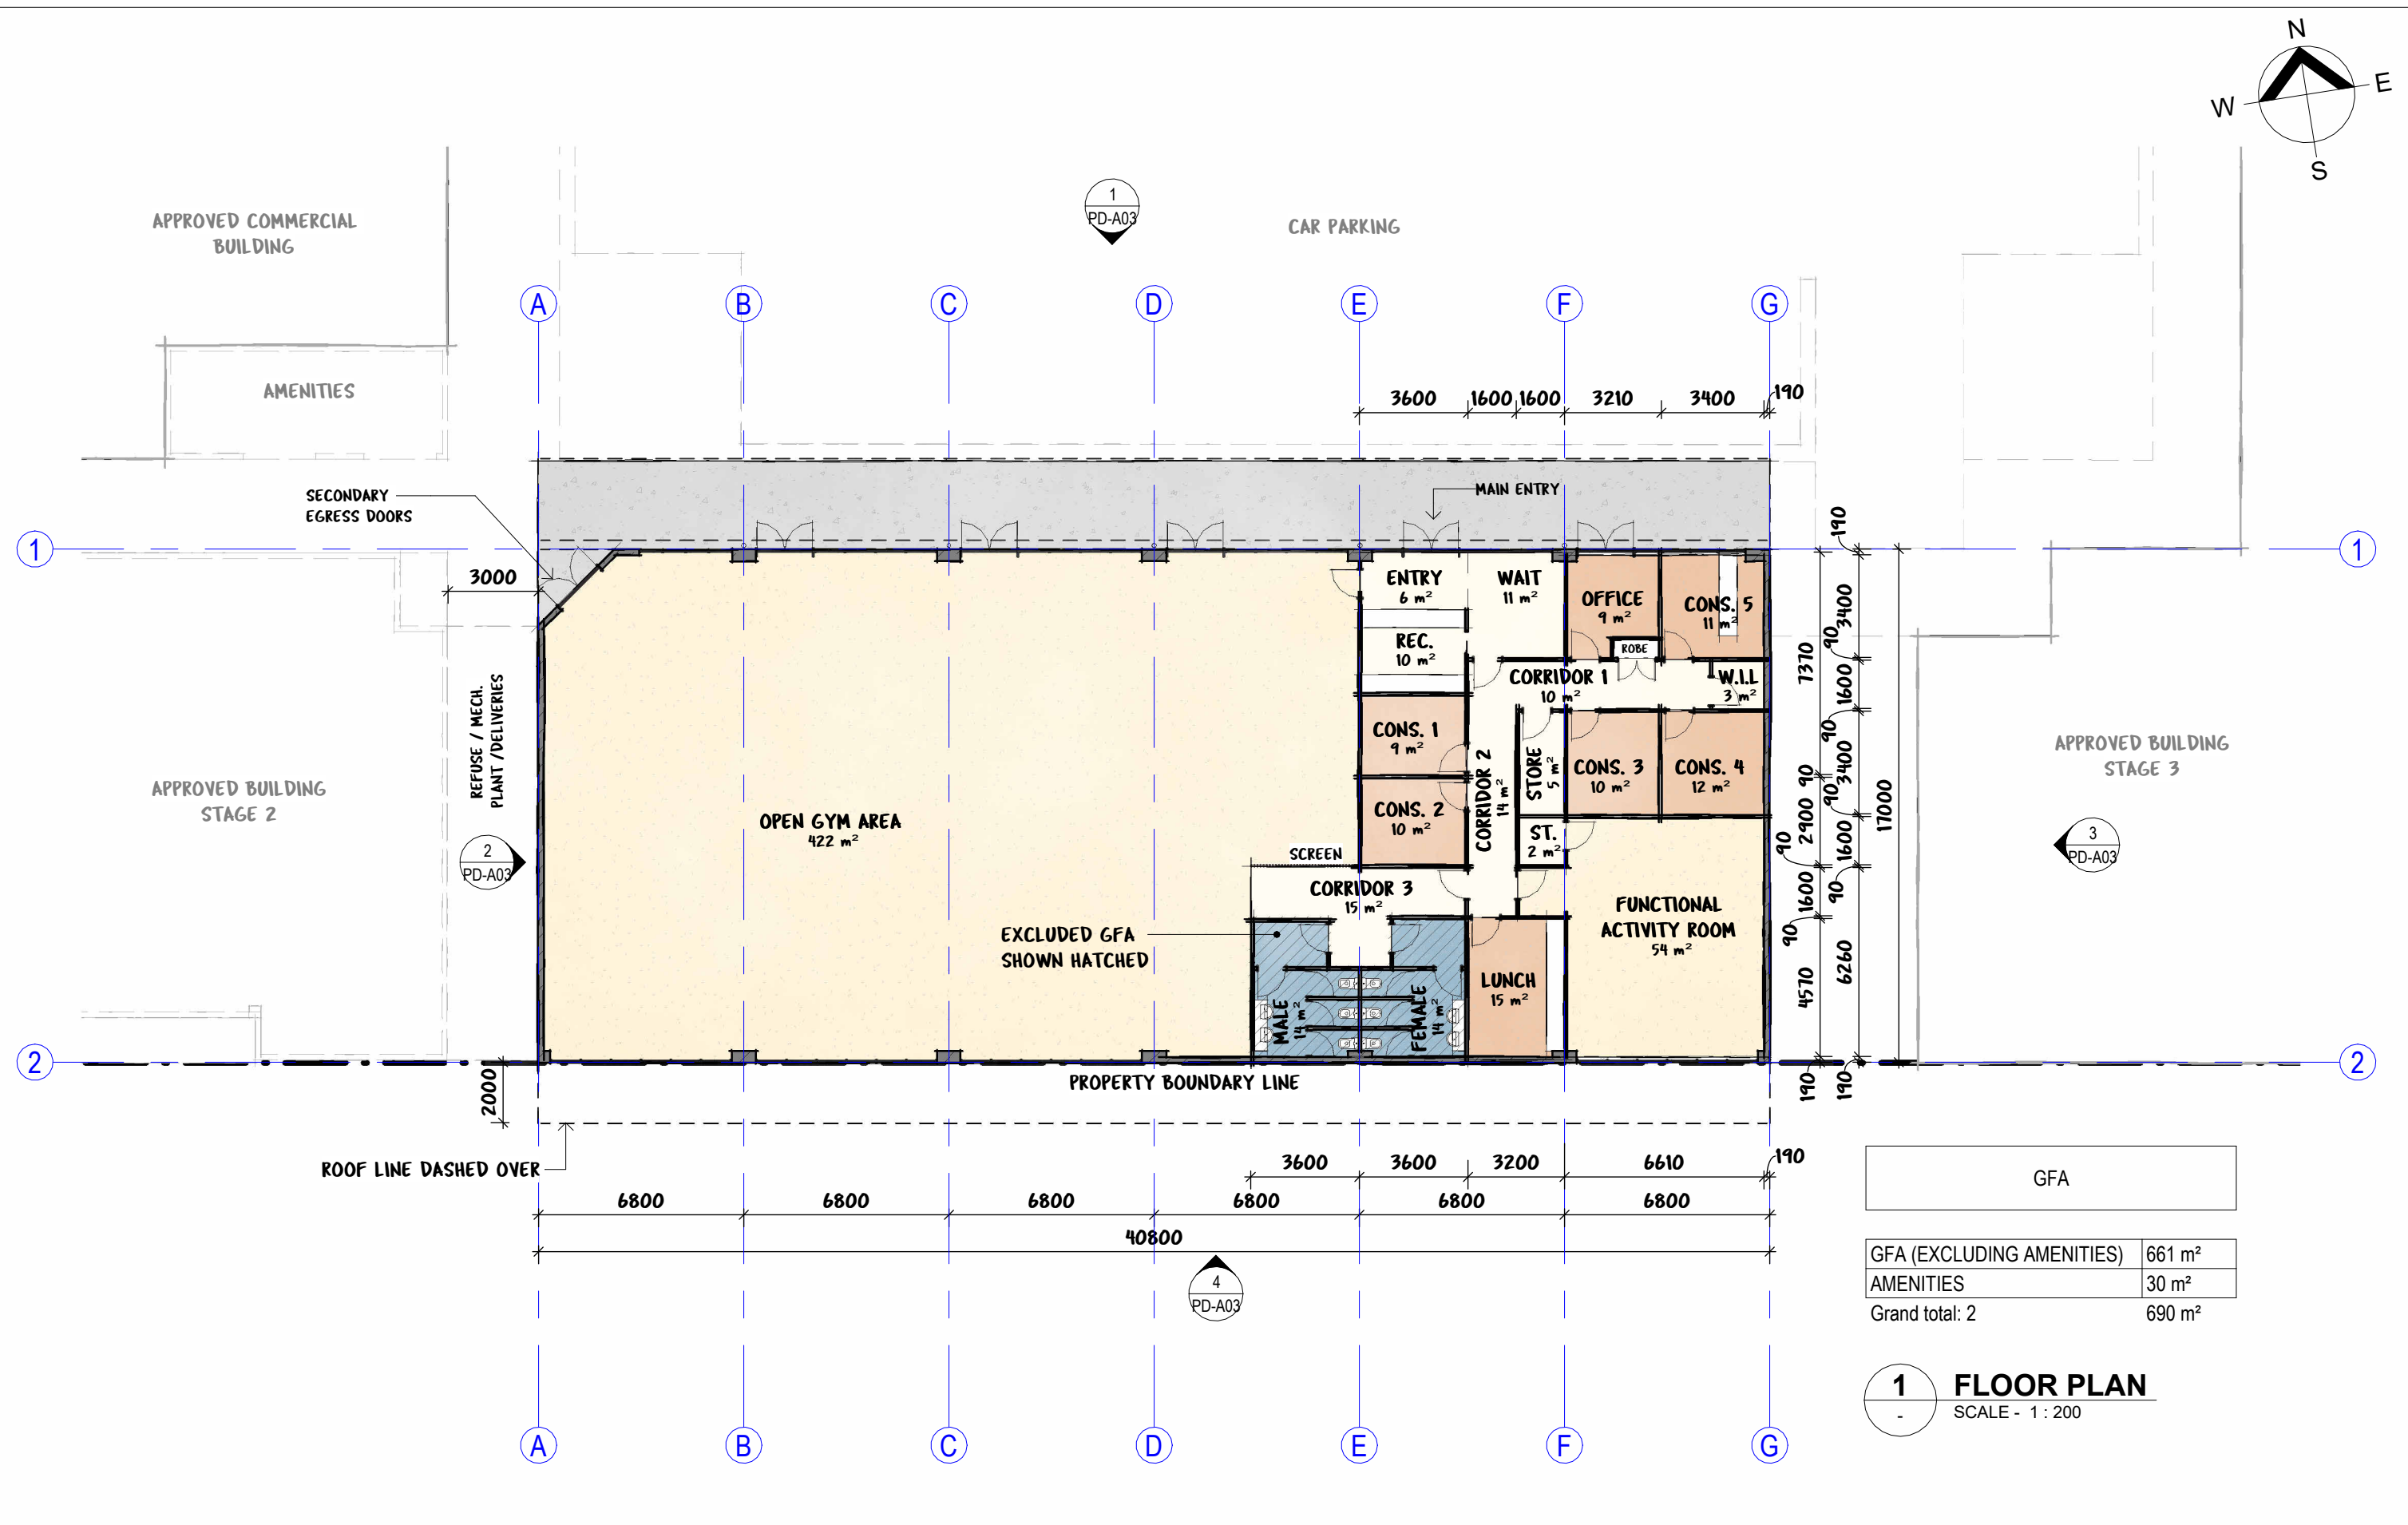 N
E
W
S
APPROVED COMMERCIAL
BUILDING
1
PD-A03
CAR PARKING
A
B
C
D
E
F
G
AMENITIES
3600
1600
1600
3210
3400
190
SECONDARY
EGRESS DOORS
MAIN ENTRY
1
1
190
3000
ENTRY
6 m²
WAIT
11 m²
OFFICE
9 m²
CONS. 5
11 m²
3400
REC.
10 m²
ROBE
90
7370
CORRIDOR 1
10 m²
W.I.L
3 m²
1600
REFUSE / MECH.
PLANT /DELIVERIES
CONS. 1
9 m²
90
APPROVED BUILDING
STAGE 3
CORRIDOR 2
14 m²
STORE
5 m²
CONS. 3
10 m²
CONS. 4
12 m²
90
3400
90
17000
APPROVED BUILDING
STAGE 2
OPEN GYM AREA
422 m²
CONS. 2
10 m²
ST.
2 m²
2900
1600
90
2
PD-A03
3
PD-A03
SCREEN
CORRIDOR 3
15 m²
1600
90
FUNCTIONAL
ACTIVITY ROOM
54 m²
EXCLUDED GFA
SHOWN HATCHED
90
6260
4570
LUNCH
15 m²
MALE
14 m²
FEMALE
14 m²
2
2
PROPERTY BOUNDARY LINE
2000
190
190
ROOF LINE DASHED OVER
3600
3600
3200
6610
190
6800
6800
6800
6800
6800
6800
40800
4
PD-A03
GFA
GFA (EXCLUDING AMENITIES) 661 m²
AMENITIES 30 m²
Grand total: 2 690 m²
1
-
FLOOR PLAN
SCALE - 1 : 200
A
B
C
D
E
F
G